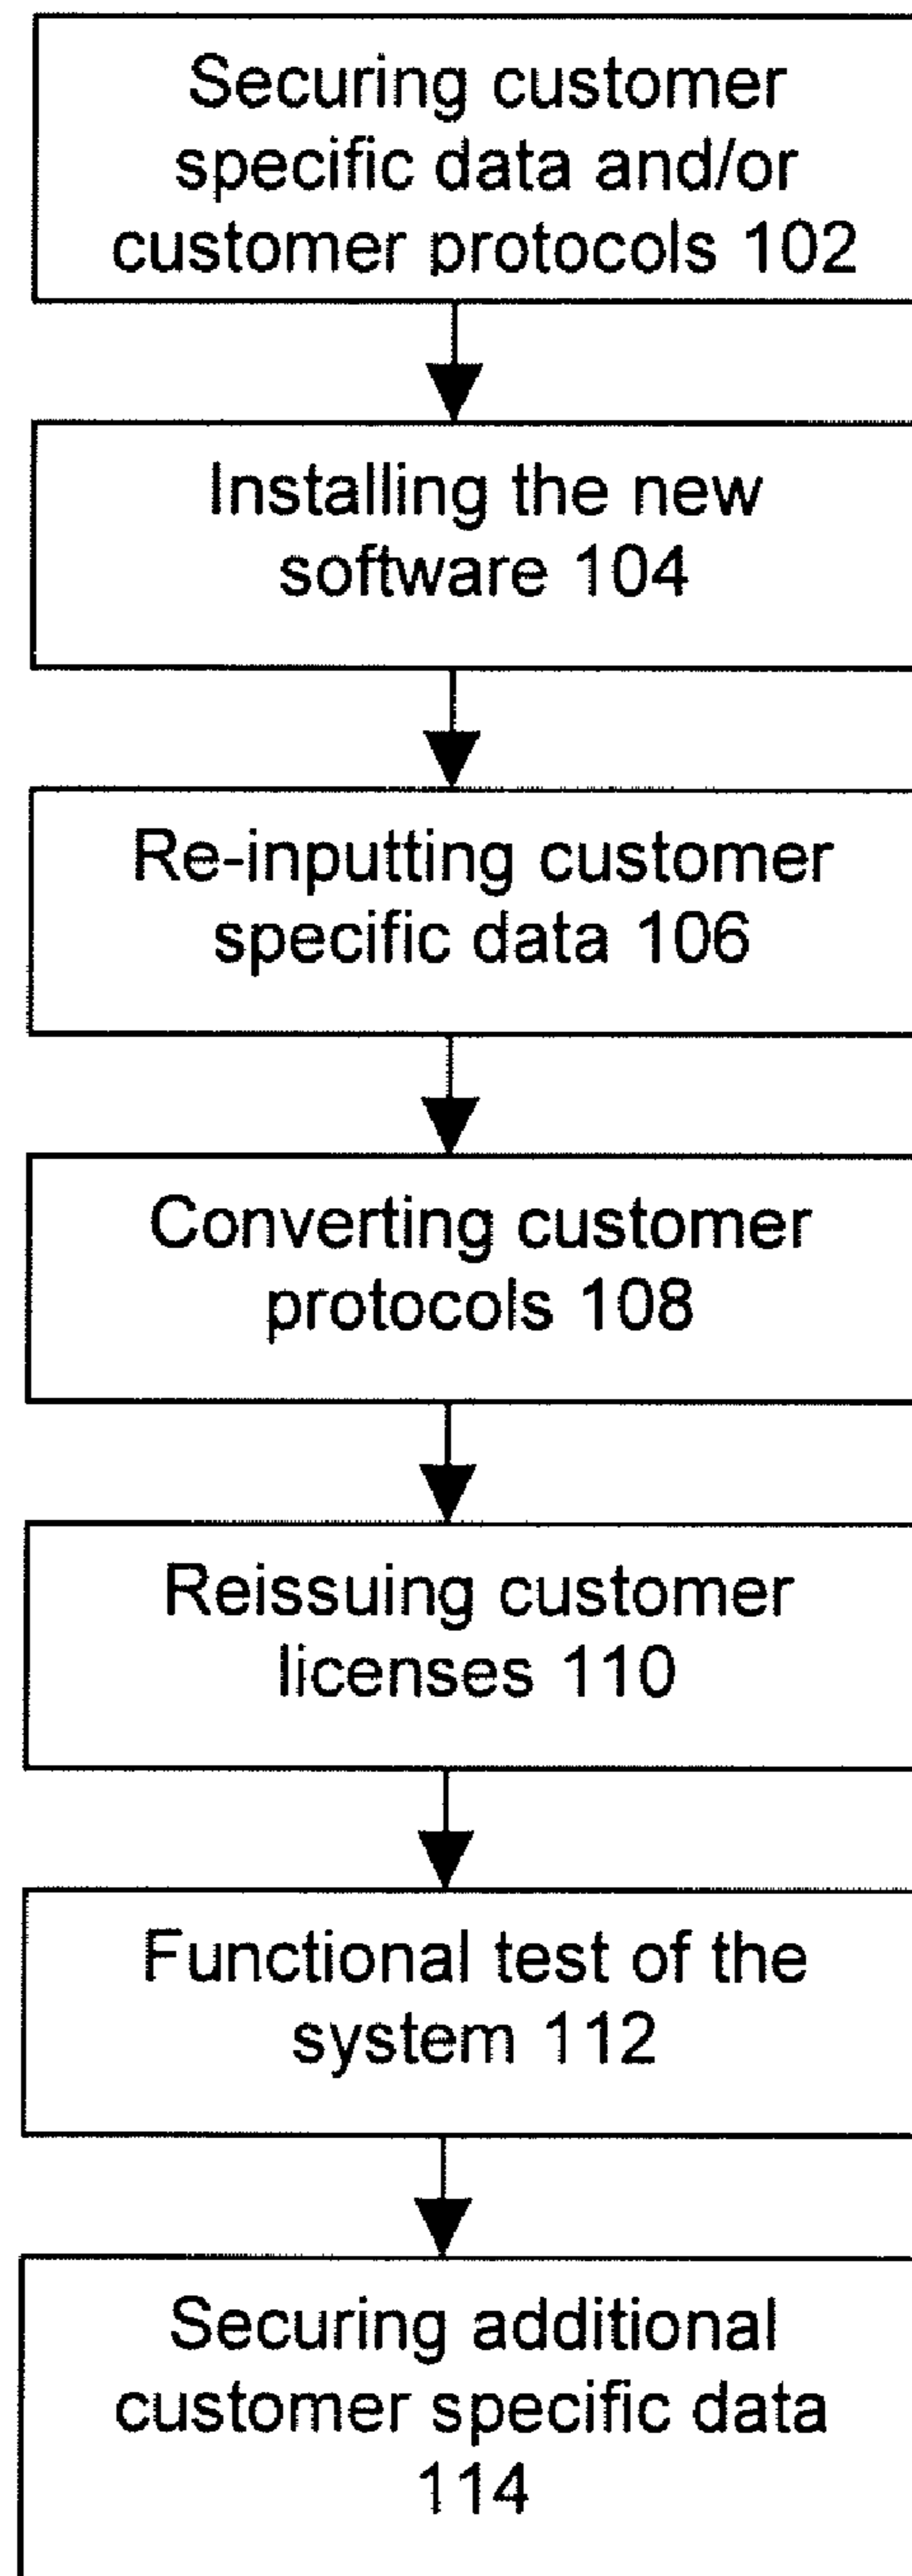 Securing customer
specific data and/or
customer protocols 102
Installing the new
software 104
Re-inputting customer
specific data 106
Converting customer
protocols 108
Reissuing customer
licenses 110
Functional test of the
system 112
Securing additional
customer specific data
114